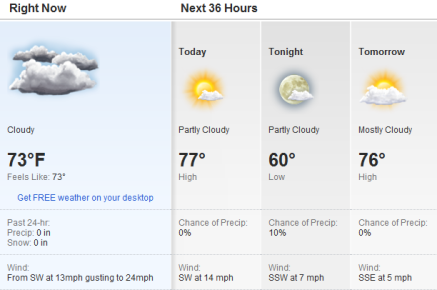 Right Now
Next 36 Hours
Cloudy
73°F
Feels Like: 73°
Get FREE weather on your desktop
Past 24-hr:
Precip: 0 in
Snow: 0 in
Wind:
From SW at 13mph gusting to 24mph
Today
Partly Cloudy
77°
High
Chance of Precip:
0%
Wind:
SW at 14 mph
Tonight
Partly Cloudy
60°
Low
Chance of Precip:
10%
Wind:
SSW at 7 mph
Tomorrow
Mostly Cloudy
76°
High
Chance of Precip:
0%
Wind:
SSE at 5 mph